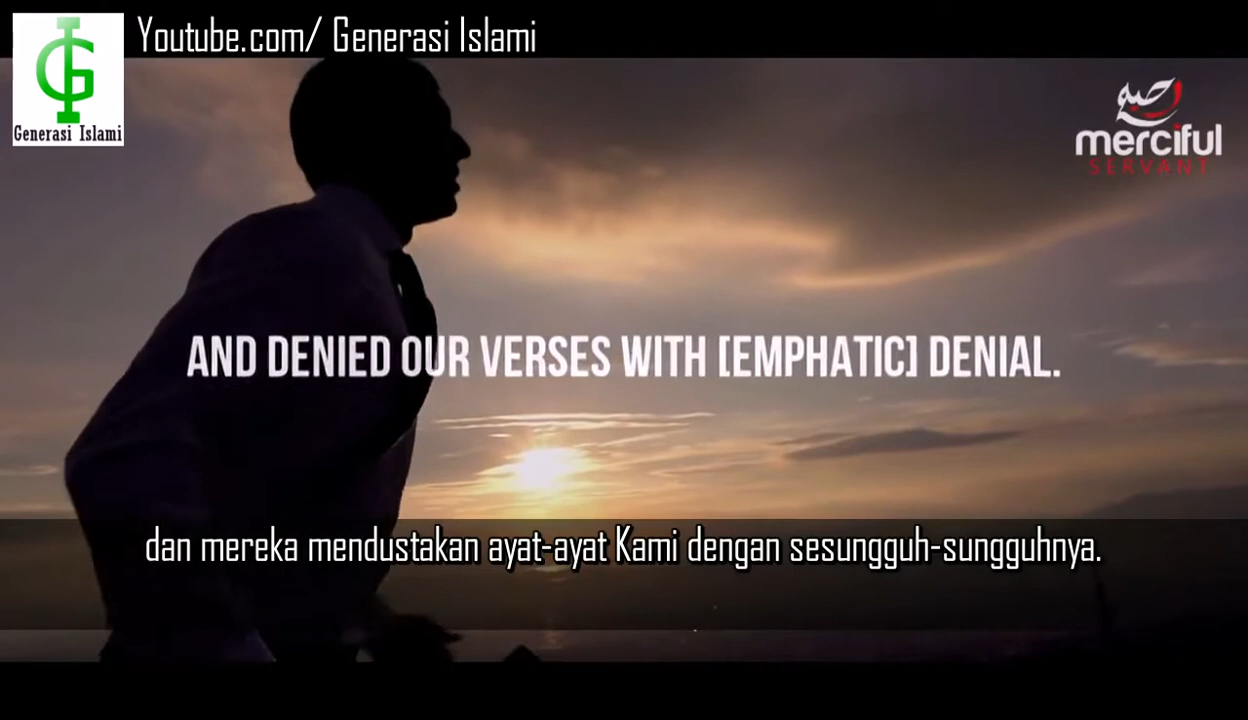 Youtube.com/ Generasi Islami
GI
Generasi Islami
merciful
SERVANT
AND DENIED OUR VERSES WITH [EMPHATIC] DENIAL.
dan mereka mendustakan ayat-ayat Kami dengan sesungguh-sungguhnya.